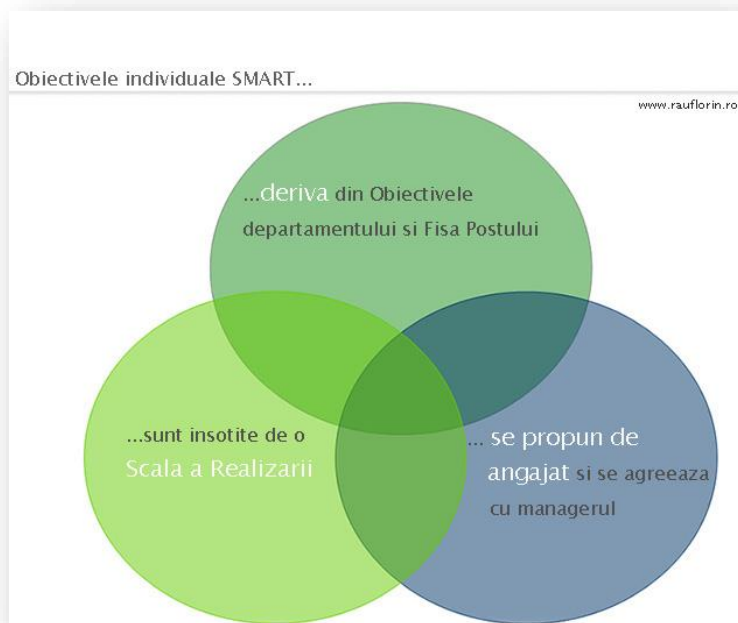 Obiectivele individuale SMART...
www.rauflorin.ro
...deriva din Obiectivele
departamentului si Fisa Postului
...sunt insotite de o
Scala a Realizarii
... se propun de
angajat si se agreeaza
cu managerul